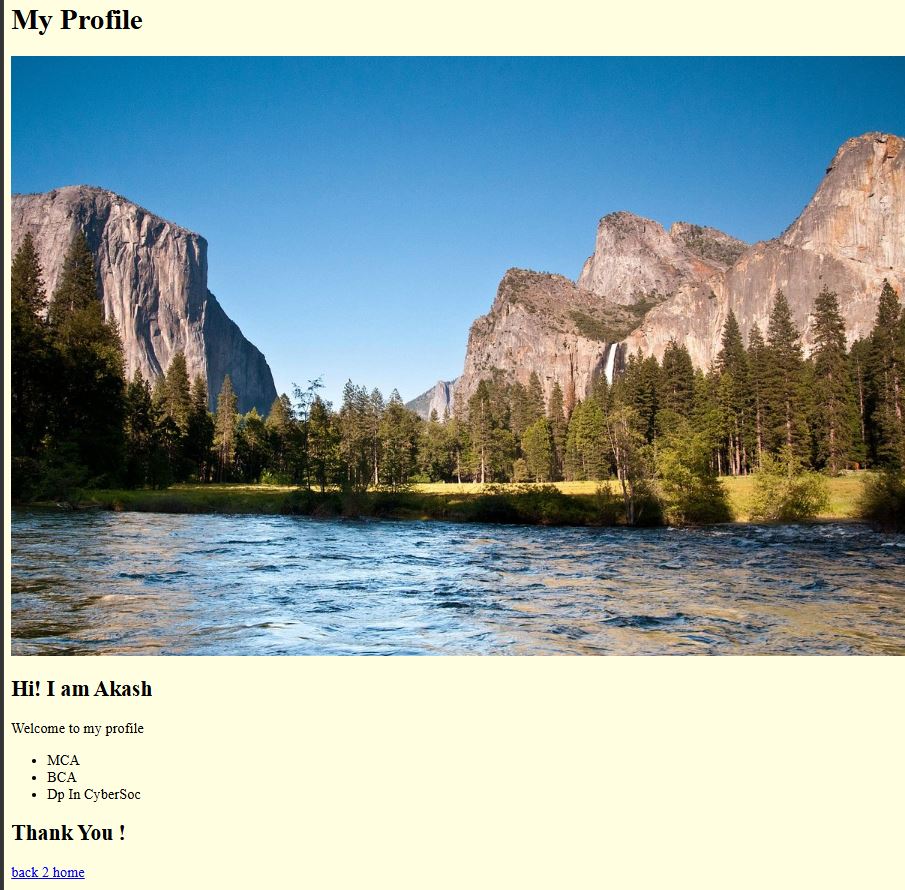 My Profile
Hi! I am Akash
Welcome to my profile
MCA
BCA
Dp In CyberSoc
Thank You !
back 2 home